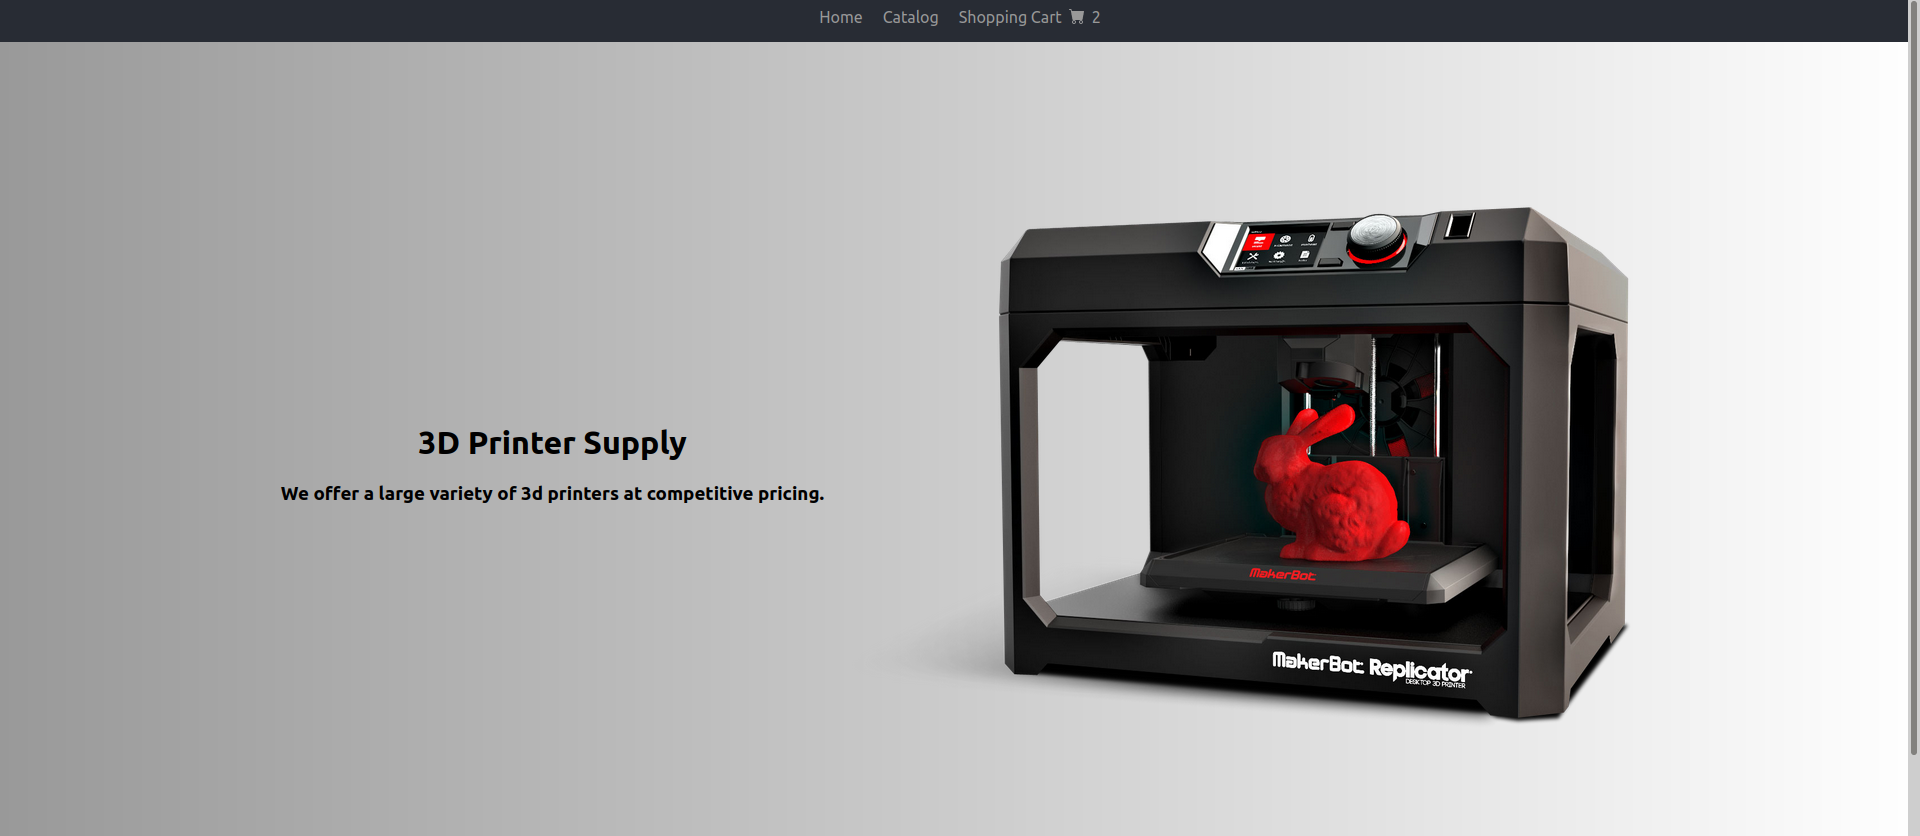 Home Catalog Shopping Cart 2
3D Printer Supply
We offer a large variety of 3d printers at competitive pricing.
MakerBot
MakerBot Replicator
DESKTOP 3D PRINTER